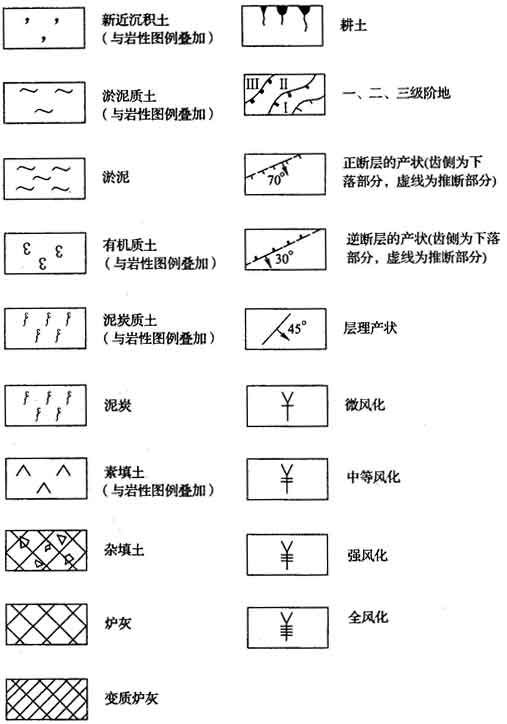 新近沉积土
（与岩性图例叠加）
淤泥质土
（与岩性图例叠加）
淤泥
有机质土
（与岩性图例叠加）
泥炭质土
（与岩性图例叠加）
泥炭
素填土
（与岩性图例叠加）
杂填土
炉灰
变质炉灰
耕土
III II
I
一、二、三级阶地
70°
正断层的产状(齿侧为下
落部分，虚线为推断部分)
30°
逆断层的产状(齿侧为下落
部分，虚线为推断部分)
45°
层理产状
微风化
中等风化
强风化
全风化